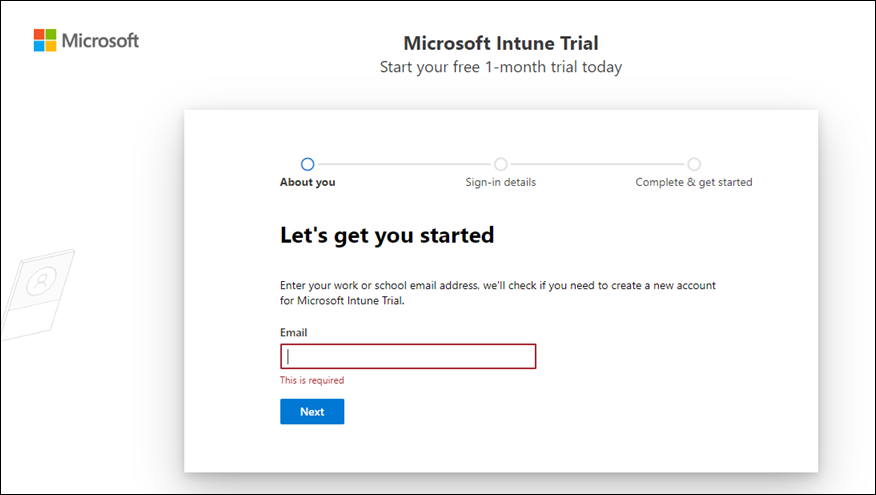 Microsoft
Microsoft Intune Trial
Start your free 1-month trial today
About you
Sign-in details
Complete & get started
Let's get you started
Enter your work or school email address, we'll check if you need to create a new account
for Microsoft Intune Trial.
Email
This is required
Next